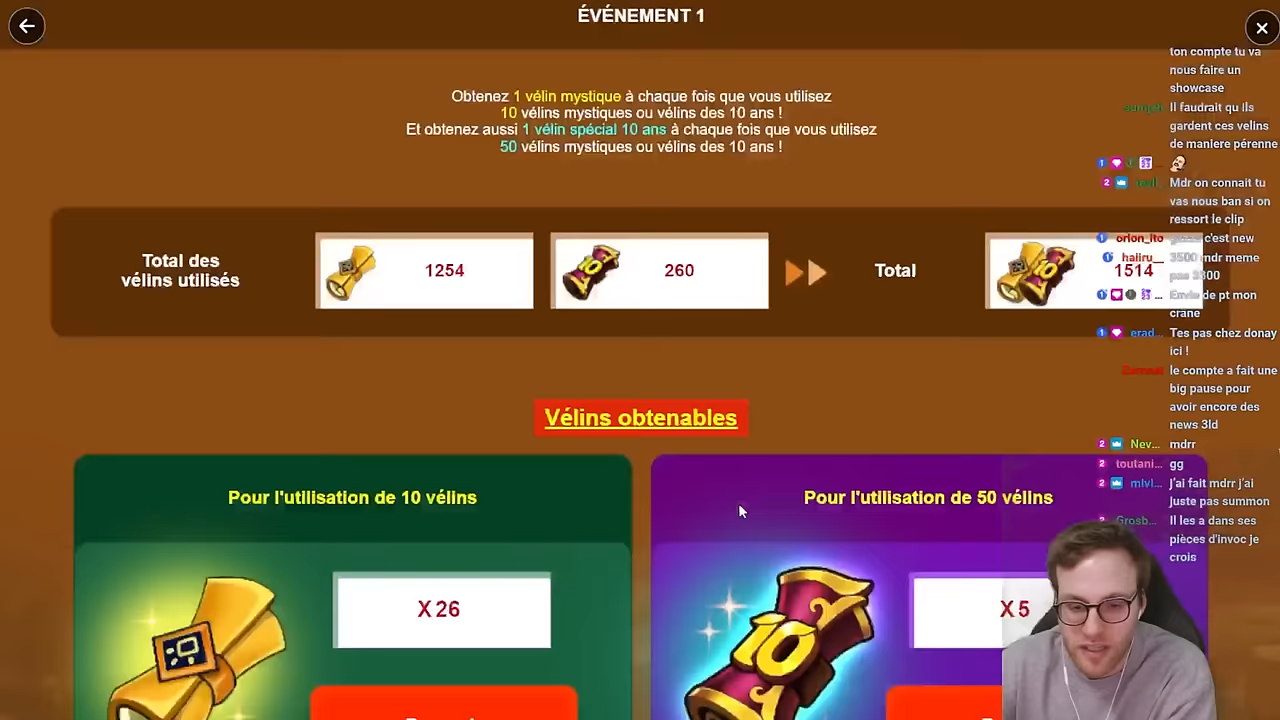 ÉVÉNEMENT 1
Obtenez 1 vélin mystique à chaque fois que vous utilisez
10 vélins mystiques ou vélins des 10 ans !
Et obtenez aussi 1 vélin spécial 10 ans à chaque fois que vous utilisez
50 vélins mystiques ou vélins des 10 ans !
Total des
vélins utilisés
1254
10
260
Total
10
1514
Vélins obtenables
Pour l'utilisation de 10 vélins
X 26
Pour l'utilisation de 50 vélins
10
X 5
ton compte tu va
nous faire un
showcase
Il faudrait qu ils
gardent ces velins
de maniere pérenne
Mdr on connait tu
vas nous ban si on
ressort le clip
orion_ito c'est new
haiiru__ 3500 mdr meme
pas 3300
Envie de pt mon
crane
erad... Tes pas chez donay
ici !
le compte a fait une
big pause pour
avoir encore des
news 3ld
Nev... mdrr
toutani... gg
mlvl... j'ai fait mdrr j'ai
juste pas summon
Grosb... Il les a dans ses
pièces d'invoc je
crois